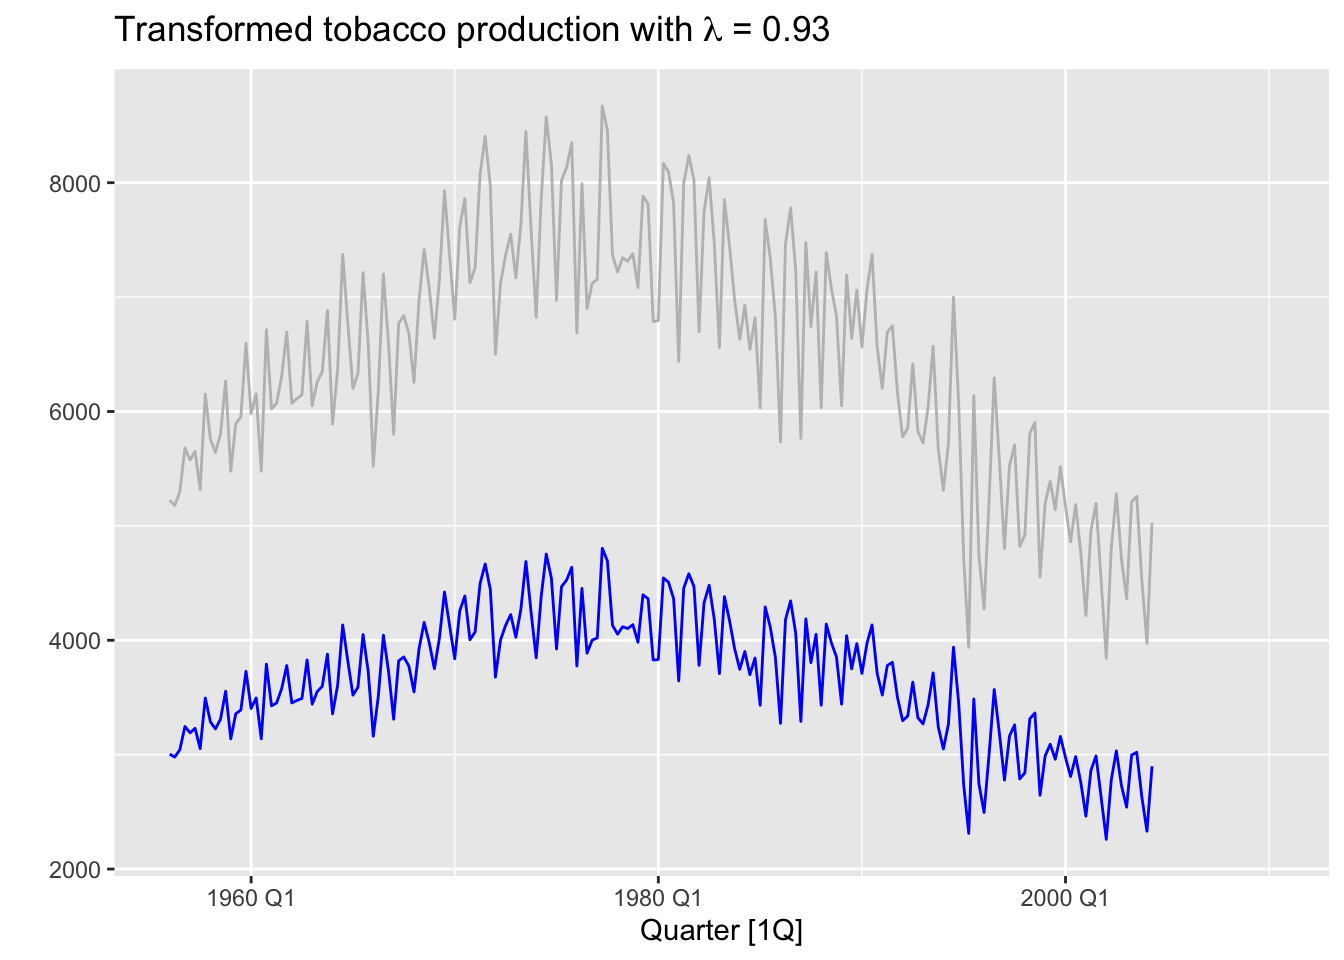 Transformed tobacco production with λ = 0.93
8000
6000
4000
2000
1960 Q1 1980 Q1 2000 Q1
Quarter [1Q]